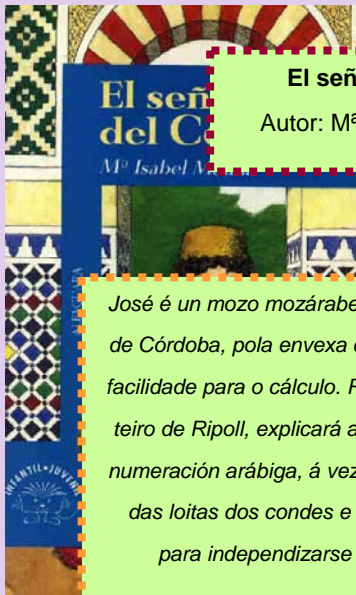 El señ
del C
Mª Isabel M
El señ
Autor: Mª
José é un mozo mozárabe
de Córdoba, pola envexa
facilidade para o cálculo.
teiro de Ripoll, explicará
numeración arábiga, á vez
das loitas dos condes e
para independizarse
INFANTIL•JUVEN